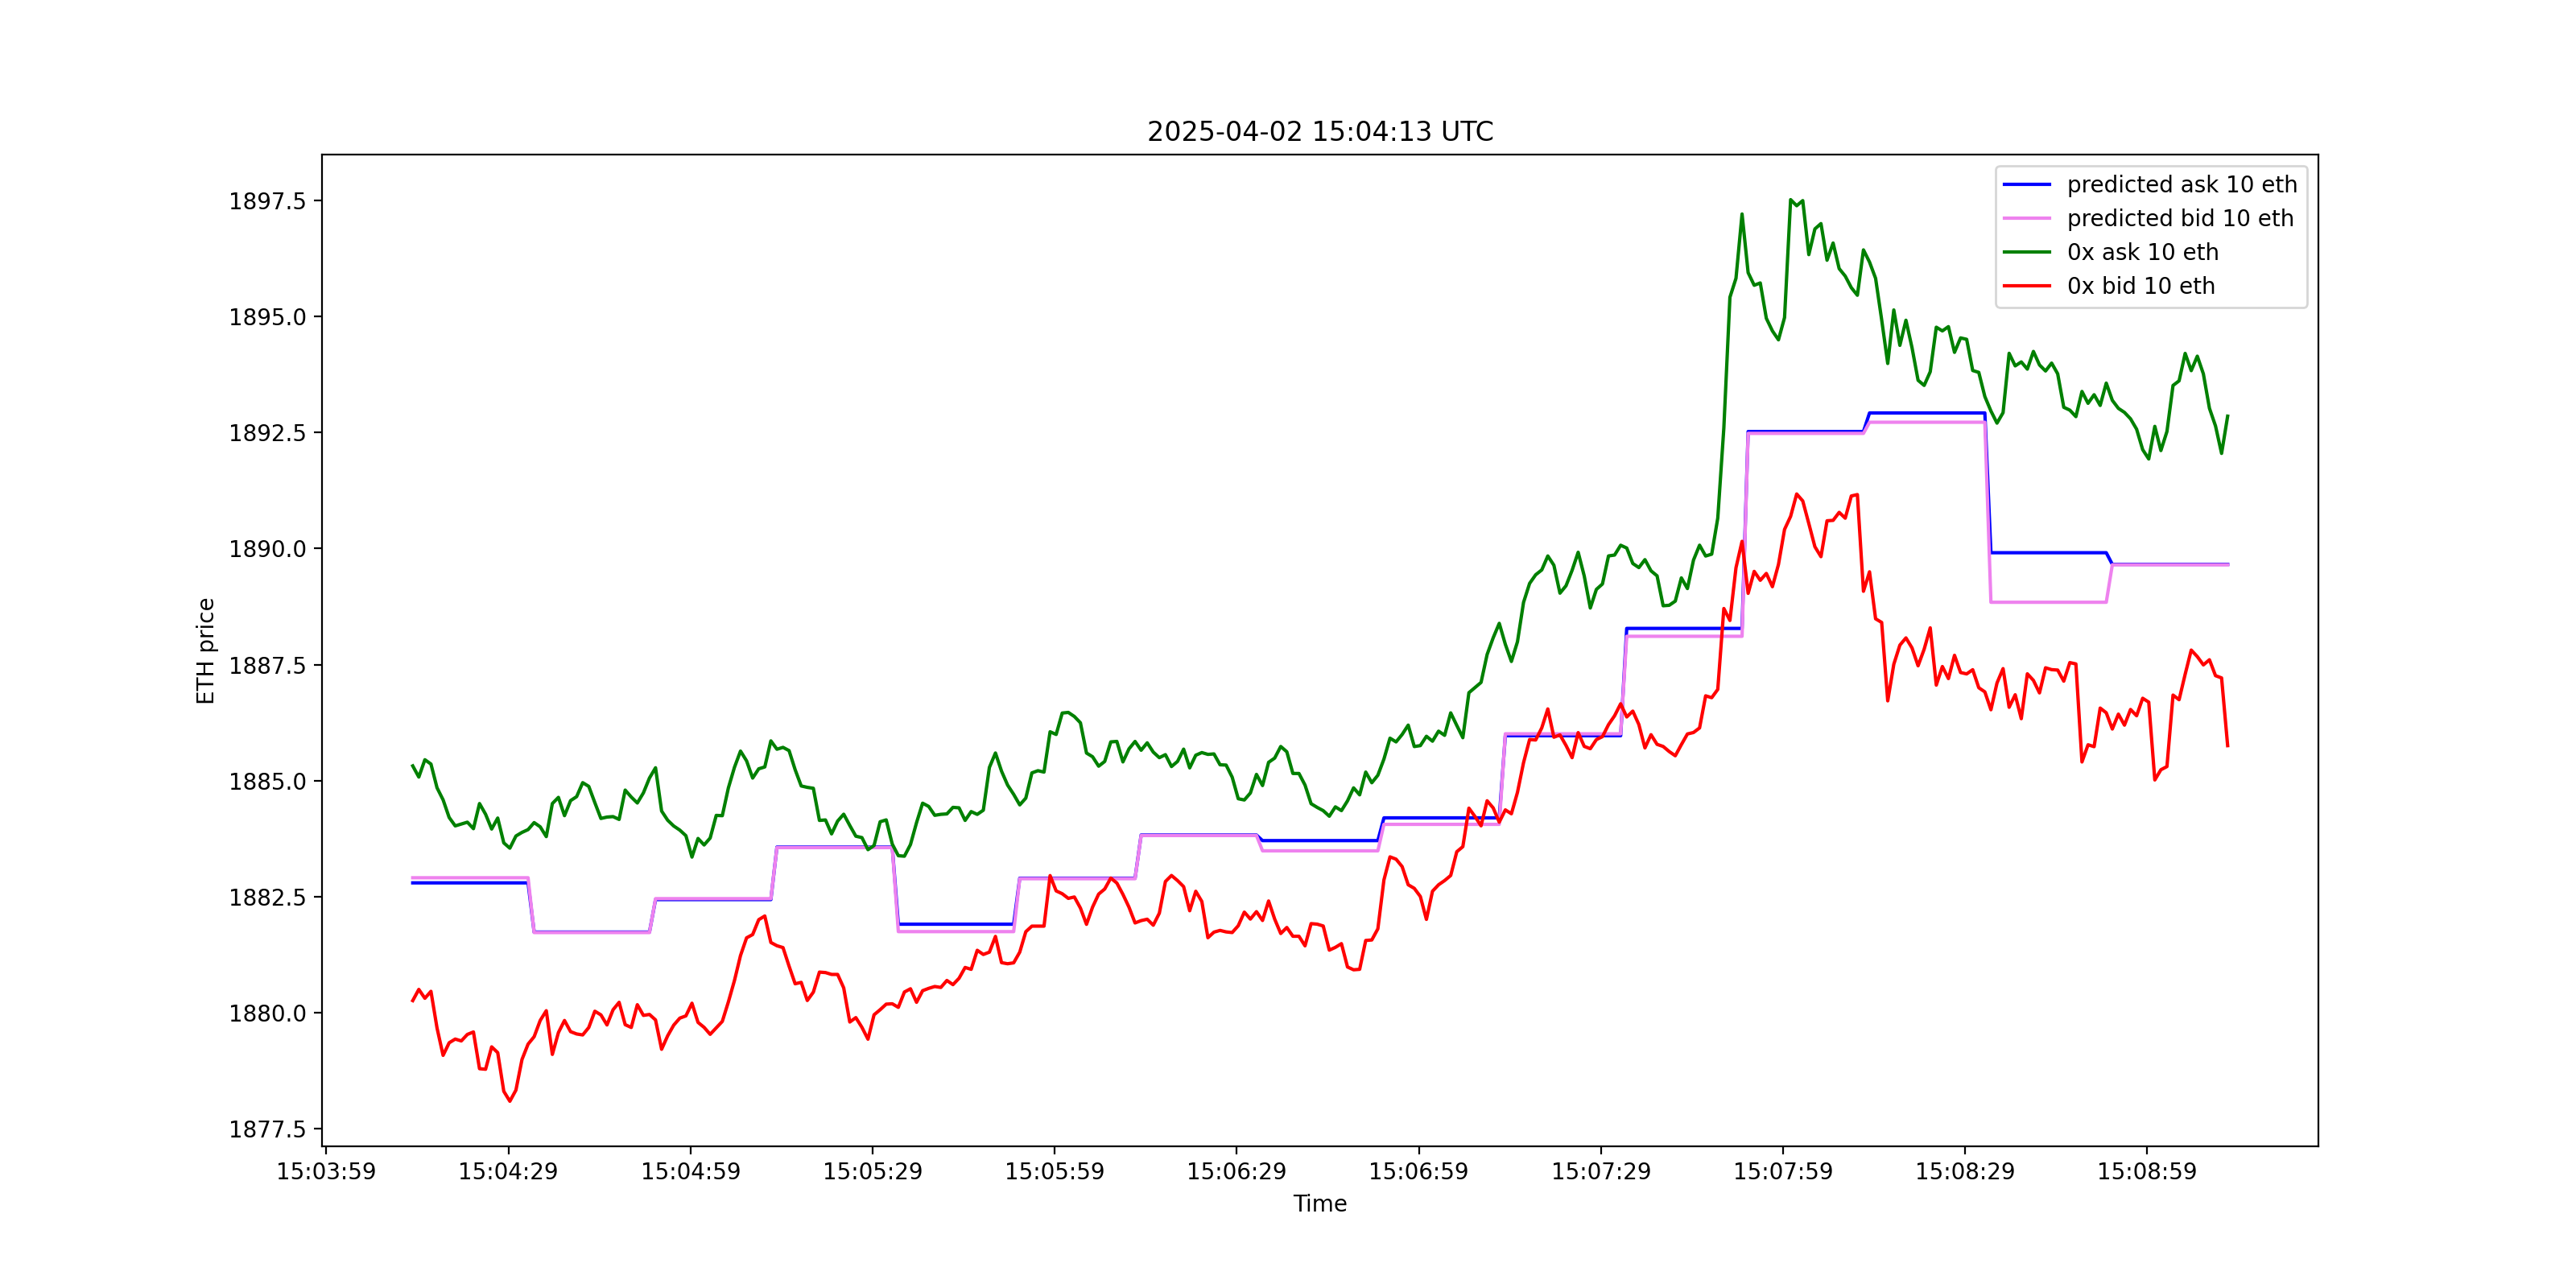 2025-04-02 15:04:13 UTC
predicted ask 10 eth
predicted bid 10 eth
0x ask 10 eth
0x bid 10 eth
ETH price
1897.5
1895.0
1892.5
1890.0
1887.5
1885.0
1882.5
1880.0
1877.5
15:03:59 15:04:29 15:04:59 15:05:29 15:05:59 15:06:29 15:06:59 15:07:29 15:07:59 15:08:29 15:08:59
Time